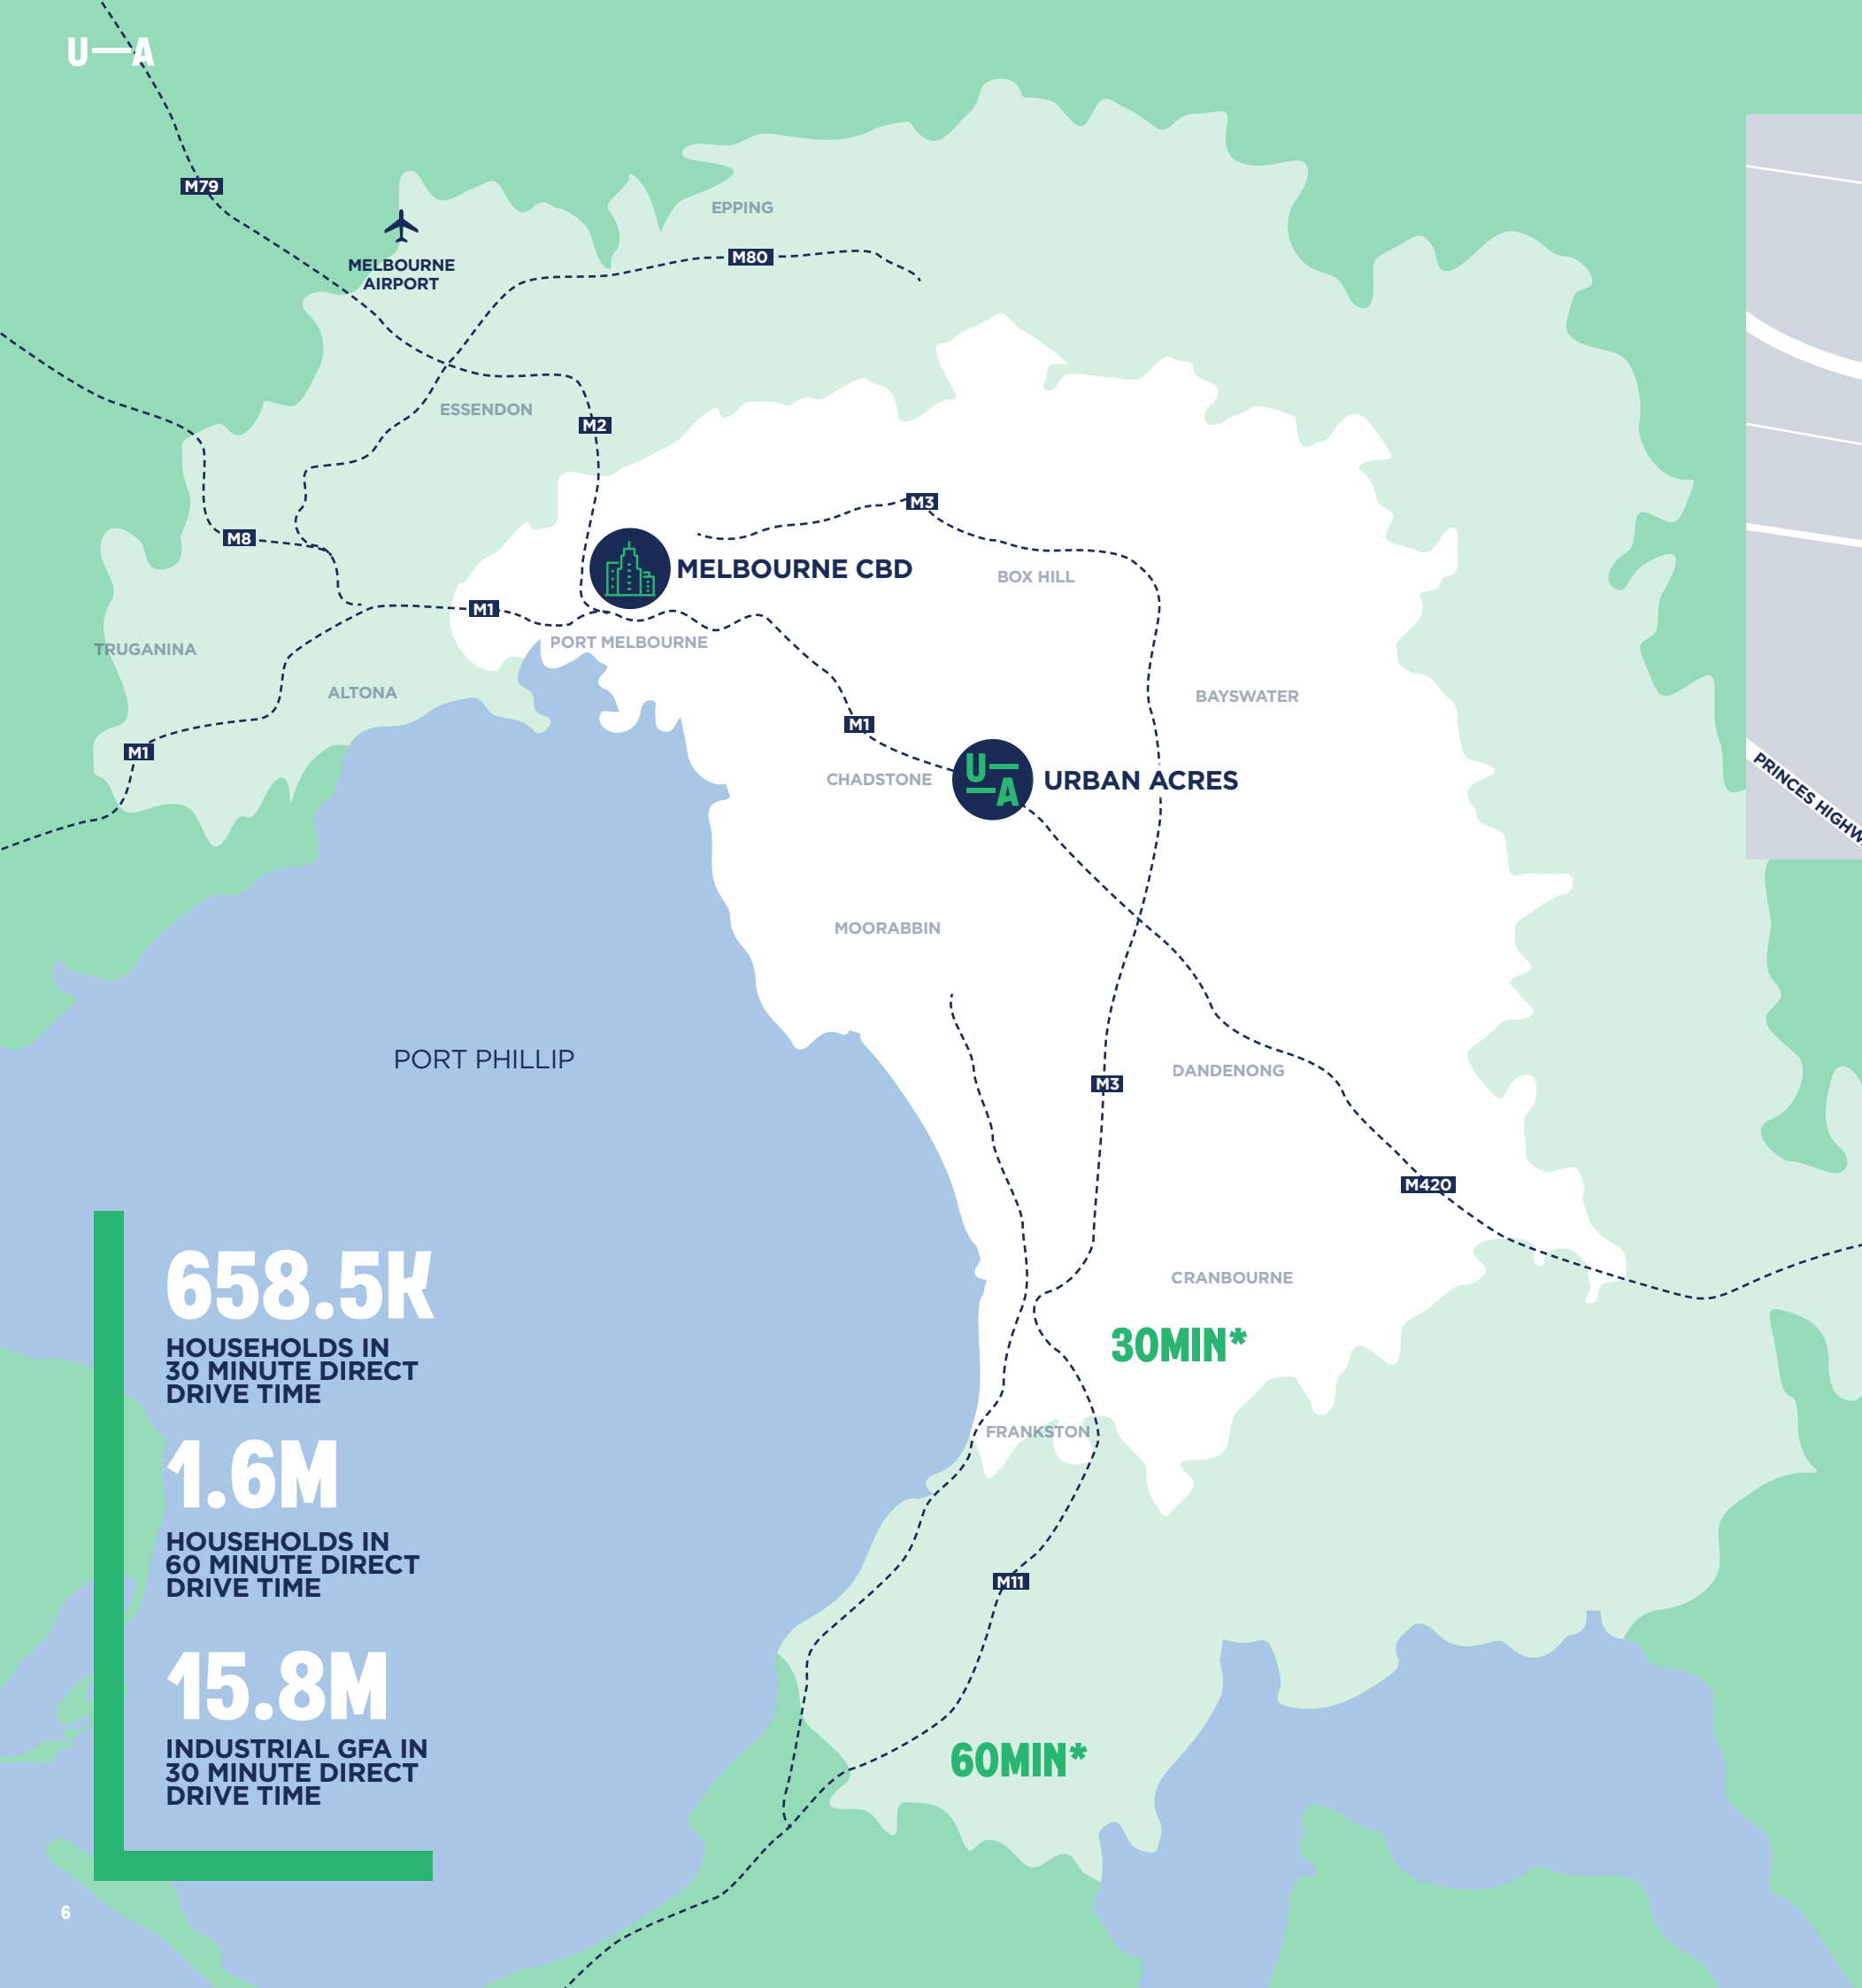 U—A
M79
MELBOURNE
AIRPORT
EPPING
M80
ESSENDON
M2
M3
M8
MELBOURNE CBD
BOX HILL
M1
PORT MELBOURNE
TRUGANINA
ALTONA
BAYSWATER
M1
M1
CHADSTONE
U—
—A
URBAN ACRES
PRINCES
MOORABBIN
PORT PHILLIP
DANDENONG
M3
M420
CRANBOURNE
30MIN*
FRANKSTON
M11
60MIN*
658.5K
HOUSEHOLDS IN
30 MINUTE DIRECT
DRIVE TIME
1.6M
HOUSEHOLDS IN
60 MINUTE DIRECT
DRIVE TIME
15.8M
INDUSTRIAL GFA IN
30 MINUTE DIRECT
DRIVE TIME
6